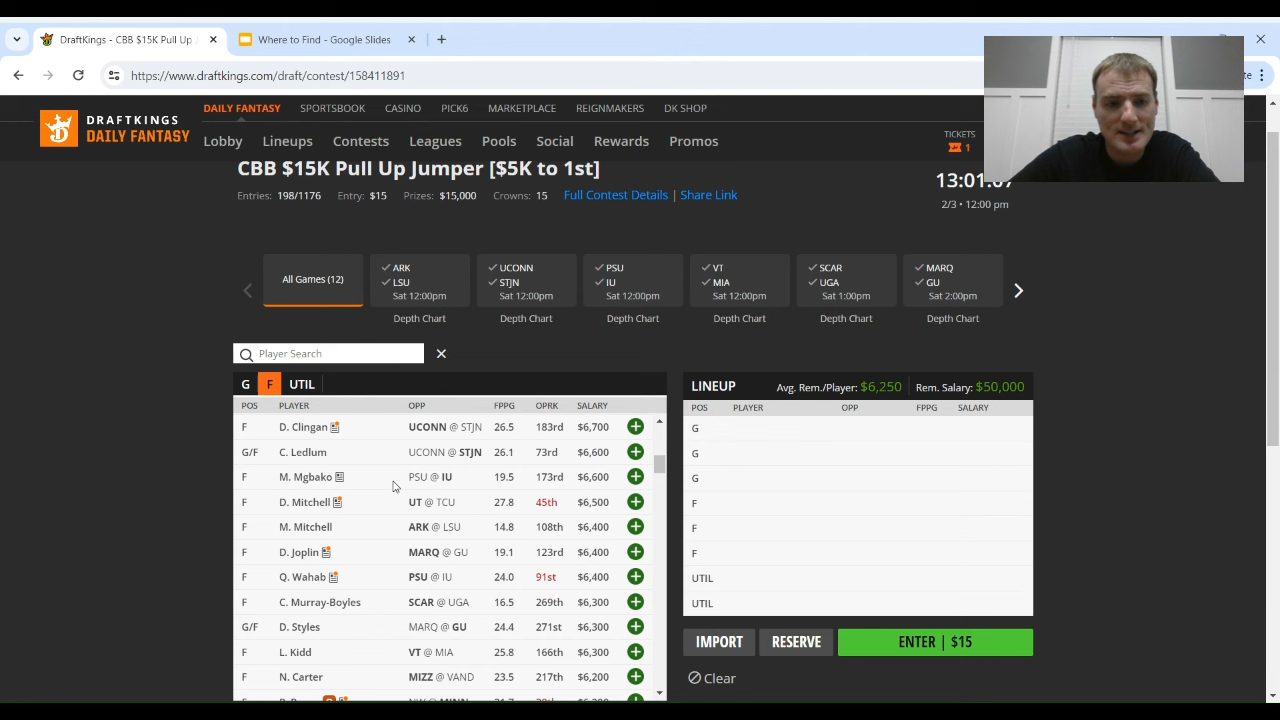 DraftKings - CBB $15K Pull Up J
Where to Find - Google Slides
https://www.draftkings.com/draft/contest/158411891
DAILY FANTASY SPORTSBOOK CASINO PICK6 MARKETPLACE REIGNMAKERS DK SHOP
DRAFTKINGS
DAILY FANTASY
Lobby Lineups Contests Leagues Pools Social Rewards Promos
TICKETS
1
CBB $15K Pull Up Jumper [$5K to 1st]
Entries: 198/1176 Entry: $15 Prizes: $15,000 Crowns: 15 Full Contest Details | Share Link
2/3 • 12:00 pm
All Games (12)
ARK
LSU
Sat 12:00pm
Depth Chart
UCONN
STJN
Sat 12:00pm
Depth Chart
PSU
IU
Sat 12:00pm
Depth Chart
VT
MIA
Sat 12:00pm
Depth Chart
SCAR
UGA
Sat 1:00pm
Depth Chart
MARQ
GU
Sat 2:00pm
Depth Chart
Player Search
G F UTIL
POS PLAYER OPP FPPG OPRK SALARY
F D. Clingan UCONN @ STJN 26.5 183rd $6,700
G/F C. Ledlum UCONN @ STJN 26.1 73rd $6,600
F M. Mgbako PSU @ IU 19.5 173rd $6,600
F D. Mitchell UT @ TCU 27.8 45th $6,500
F M. Mitchell ARK @ LSU 14.8 108th $6,400
F D. Joplin MARQ @ GU 19.1 123rd $6,400
F Q. Wahab PSU @ IU 24.0 91st $6,400
F C. Murray-Boyles SCAR @ UGA 16.5 269th $6,300
G/F D. Styles MARQ @ GU 24.4 271st $6,300
F L. Kidd VT @ MIA 25.8 166th $6,300
F N. Carter MIZZ @ VAND 23.5 217th $6,200
LINEUP Avg. Rem./Player: $6,250 Rem. Salary: $50,000
POS PLAYER OPP FPPG SALARY
G
G
G
F
F
F
UTIL
UTIL
IMPORT RESERVE ENTER | $15
Clear